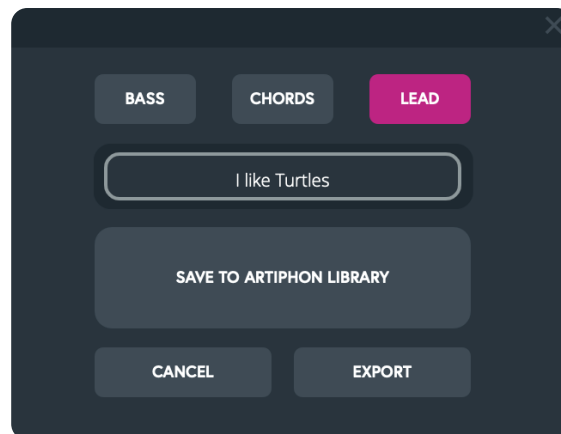 BASS CHORDS LEAD
I like Turtles
SAVE TO ARTIPHON LIBRARY
CANCEL EXPORT